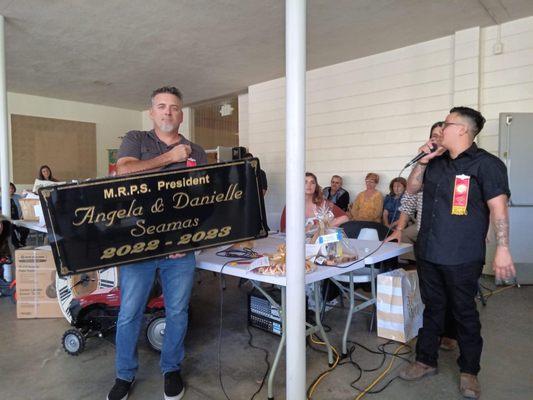 M.R.P.S. President
Angela & Danielle
Seamas
2022 - 2023